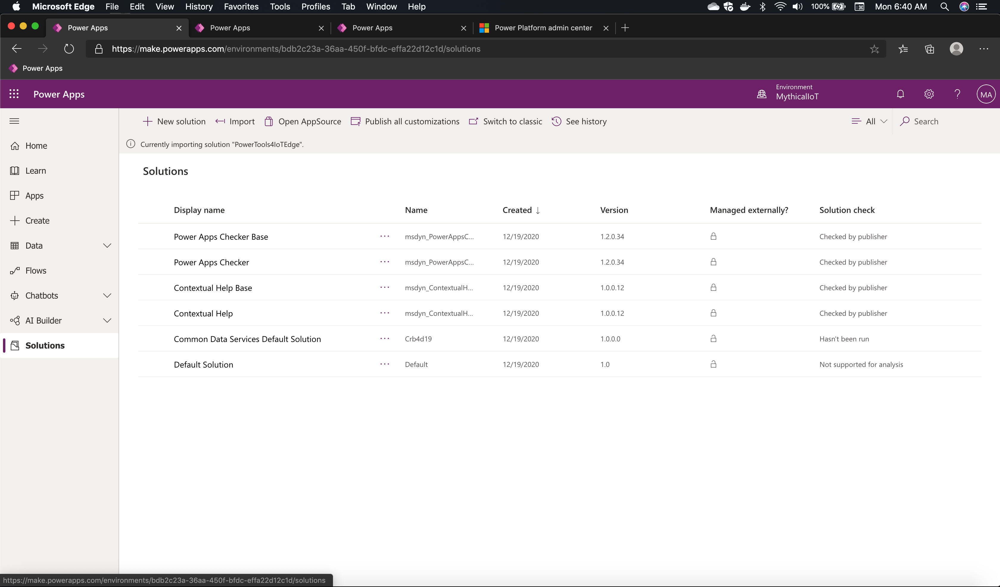 Microsoft Edge File Edit View History Favorites Tools Profiles Tab Window Help 100% Mon 6:40 AM
Power Apps Power Apps Power Apps Power Platform admin center
https://make.powerapps.com/environments/bdb2c23a-36aa-450f-bfdc-effa22d12c1d/solutions
Power Apps
Power Apps
Environment
MythicalIoT
MA
New solution Import Open AppSource Publish all customizations Switch to classic See history All Search
Currently importing solution "PowerTools4IoTEdge".
Home
Learn
Apps
Create
Data
Flows
Chatbots
AI Builder
Solutions
Solutions
Display name Name Created Version Managed externally? Solution check
Power Apps Checker Base ... msdyn_PowerAppsC... 12/19/2020 1.2.0.34 Checked by publisher
Power Apps Checker ... msdyn_PowerAppsC... 12/19/2020 1.2.0.34 Checked by publisher
Contextual Help Base ... msdyn_ContextualH... 12/19/2020 1.0.0.12 Checked by publisher
Contextual Help ... msdyn_ContextualH... 12/19/2020 1.0.0.12 Checked by publisher
Common Data Services Default Solution ... Crb4d19 12/19/2020 1.0.0.0 Hasn't been run
Default Solution ... Default 12/19/2020 1.0 Not supported for analysis
https://make.powerapps.com/environments/bdb2c23a-36aa-450f-bfdc-effa22d12c1d/solutions